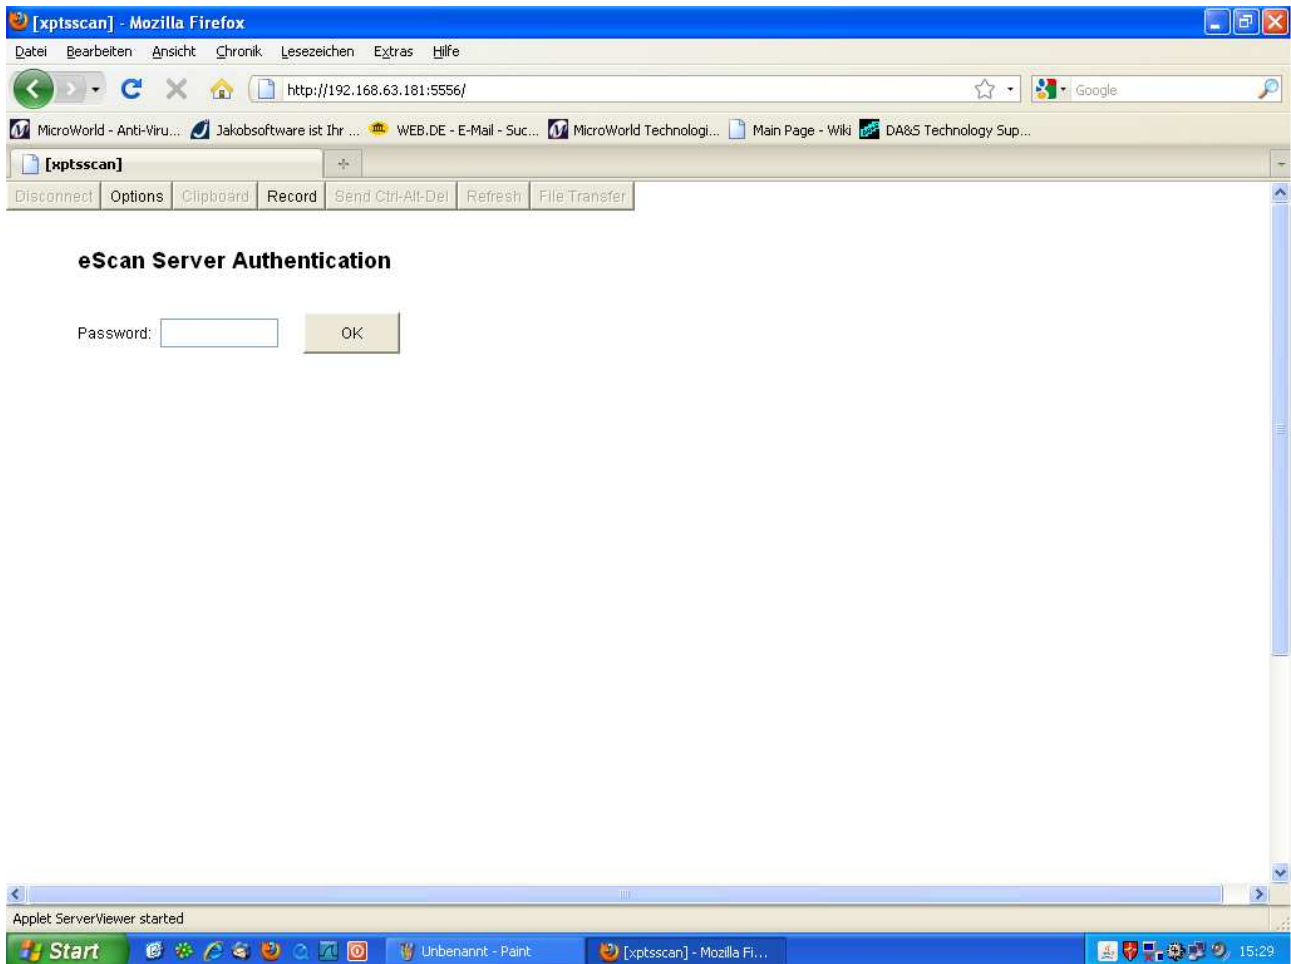 [xptsscan] - Mozilla Firefox
Datei Bearbeiten Ansicht Chronik Lesezeichen Extras Hilfe
http://192.168.63.181:5556/ Google
MicroWorld - Anti-Viru... Jakobsoftware ist Ihr ... WEB.DE - E-Mail - Suc... MicroWorld Technologi... Main Page - Wiki DA&S Technology Sup...
[xptsscan]
Disconnect Options Clipboard Record Send Ctrl-Alt-Del Refresh File Transfer
eScan Server Authentication
Password: OK
Applet ServerViewer started
Start Unbenannt - Paint [xptsscan] - Mozilla Fi... 15:29